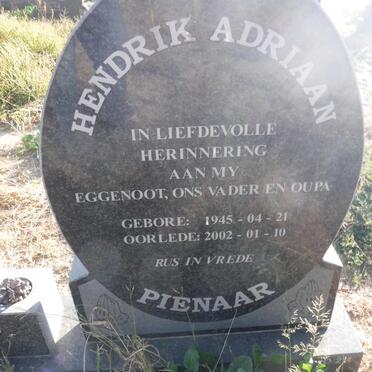 HENDRIK ADRIAAN
IN LIEFDEVOLLE
HERINNERING
AAN MY
EGGENOOT, ONS VADER EN OUPA
GEBORE: 1945 - 04 - 21
OORLEDE: 2002 - 01 - 10
RUS IN VREDE
PIENAAR